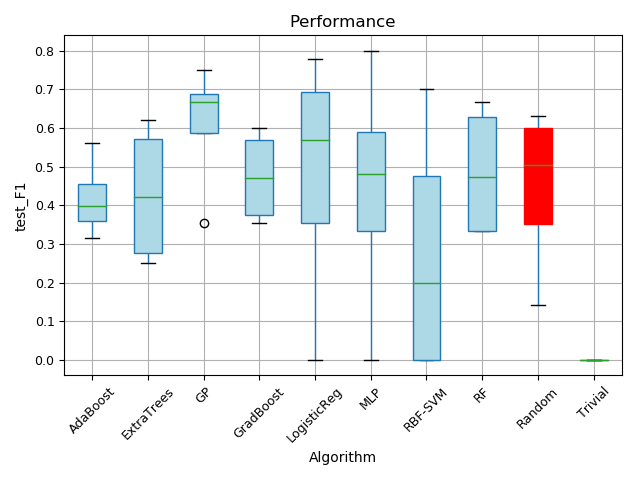 Performance
test_F1
0.8
0.7
0.6
0.5
0.4
0.3
0.2
0.1
0.0
AdaBoost
ExtraTrees
GP
GradBoost
LogisticReg
MLP
RBF-SVM
RF
Random
Trivial
Algorithm